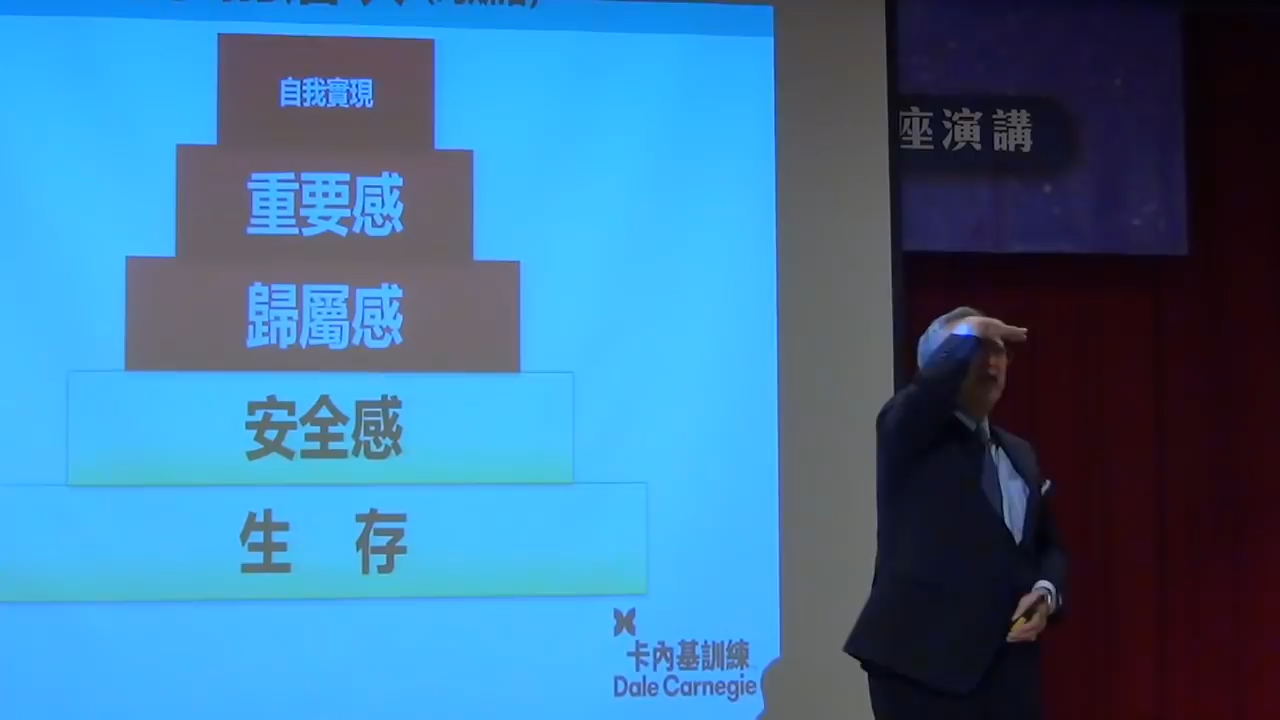 自我實現
重要感
歸屬感
安全感
生 存
卡內基訓練
Dale Carnegie
座演講